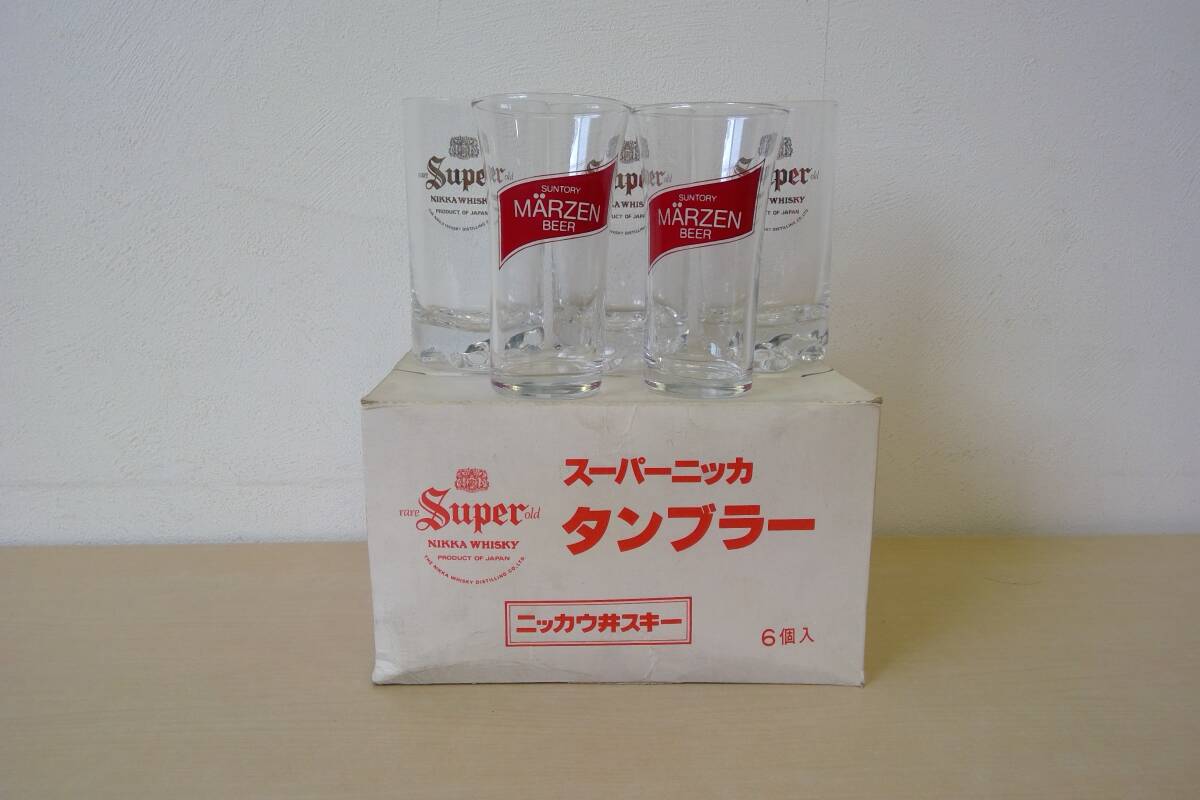 rare Super old
NIKKA WHISKY
PRODUCT OF JAPAN
SUNTORY
MÄRZEN
BEER
SUNTORY
MÄRZEN
BEER
old
WHISKY
PRODUCT OF JAPAN
スーパーニッカ
タンブラー
rare Super old
NIKKA WHISKY
PRODUCT OF JAPAN
THE NIKKA WHISKY DISTILLING CO., LTD.
ニッカウ井スキー
6個入